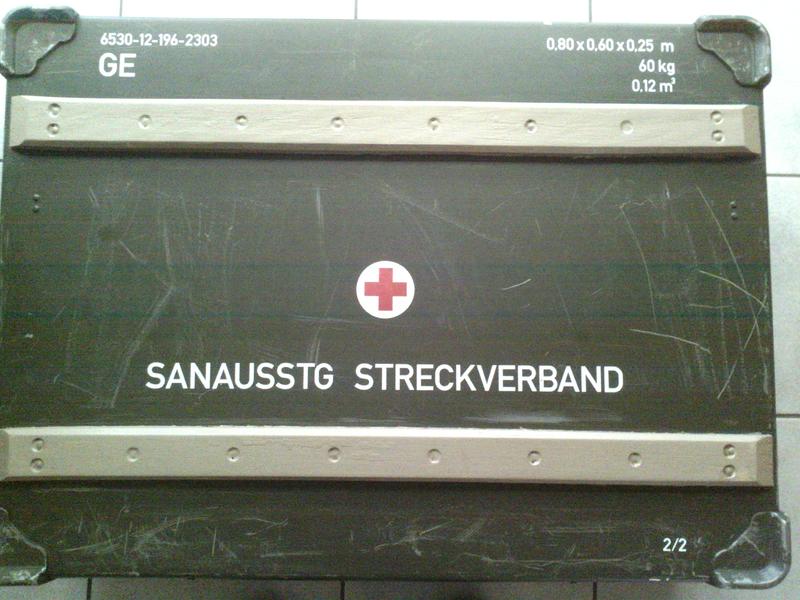 6530-12-196-2303
GE
0,80 x 0,60 x 0,25 m
60 kg
0,12 m³
SANAUSSTG STRECKVERBAND
2/2